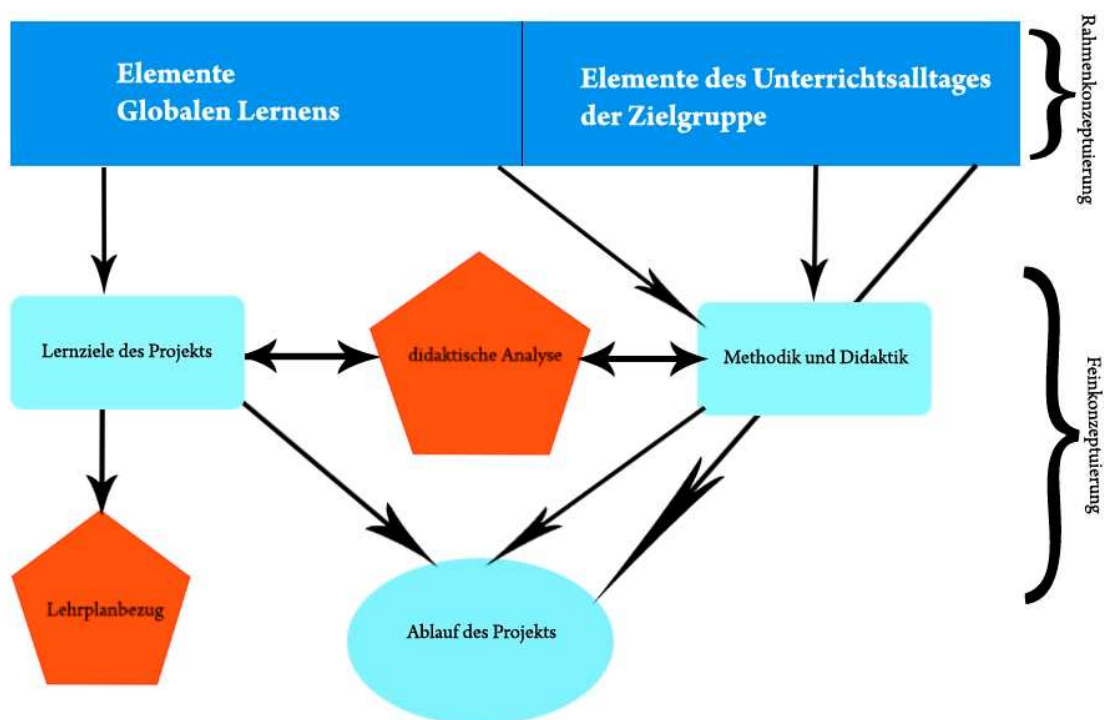 Elemente
Globalen Lernens
Elemente des Unterrichtsalltages
der Zielgruppe
Rahmenkonzeptuierung
Lernziele des Projekts
didaktische Analyse
Methodik und Didaktik
Feinkonzeptuierung
Lehrplanbezug
Ablauf des Projekts